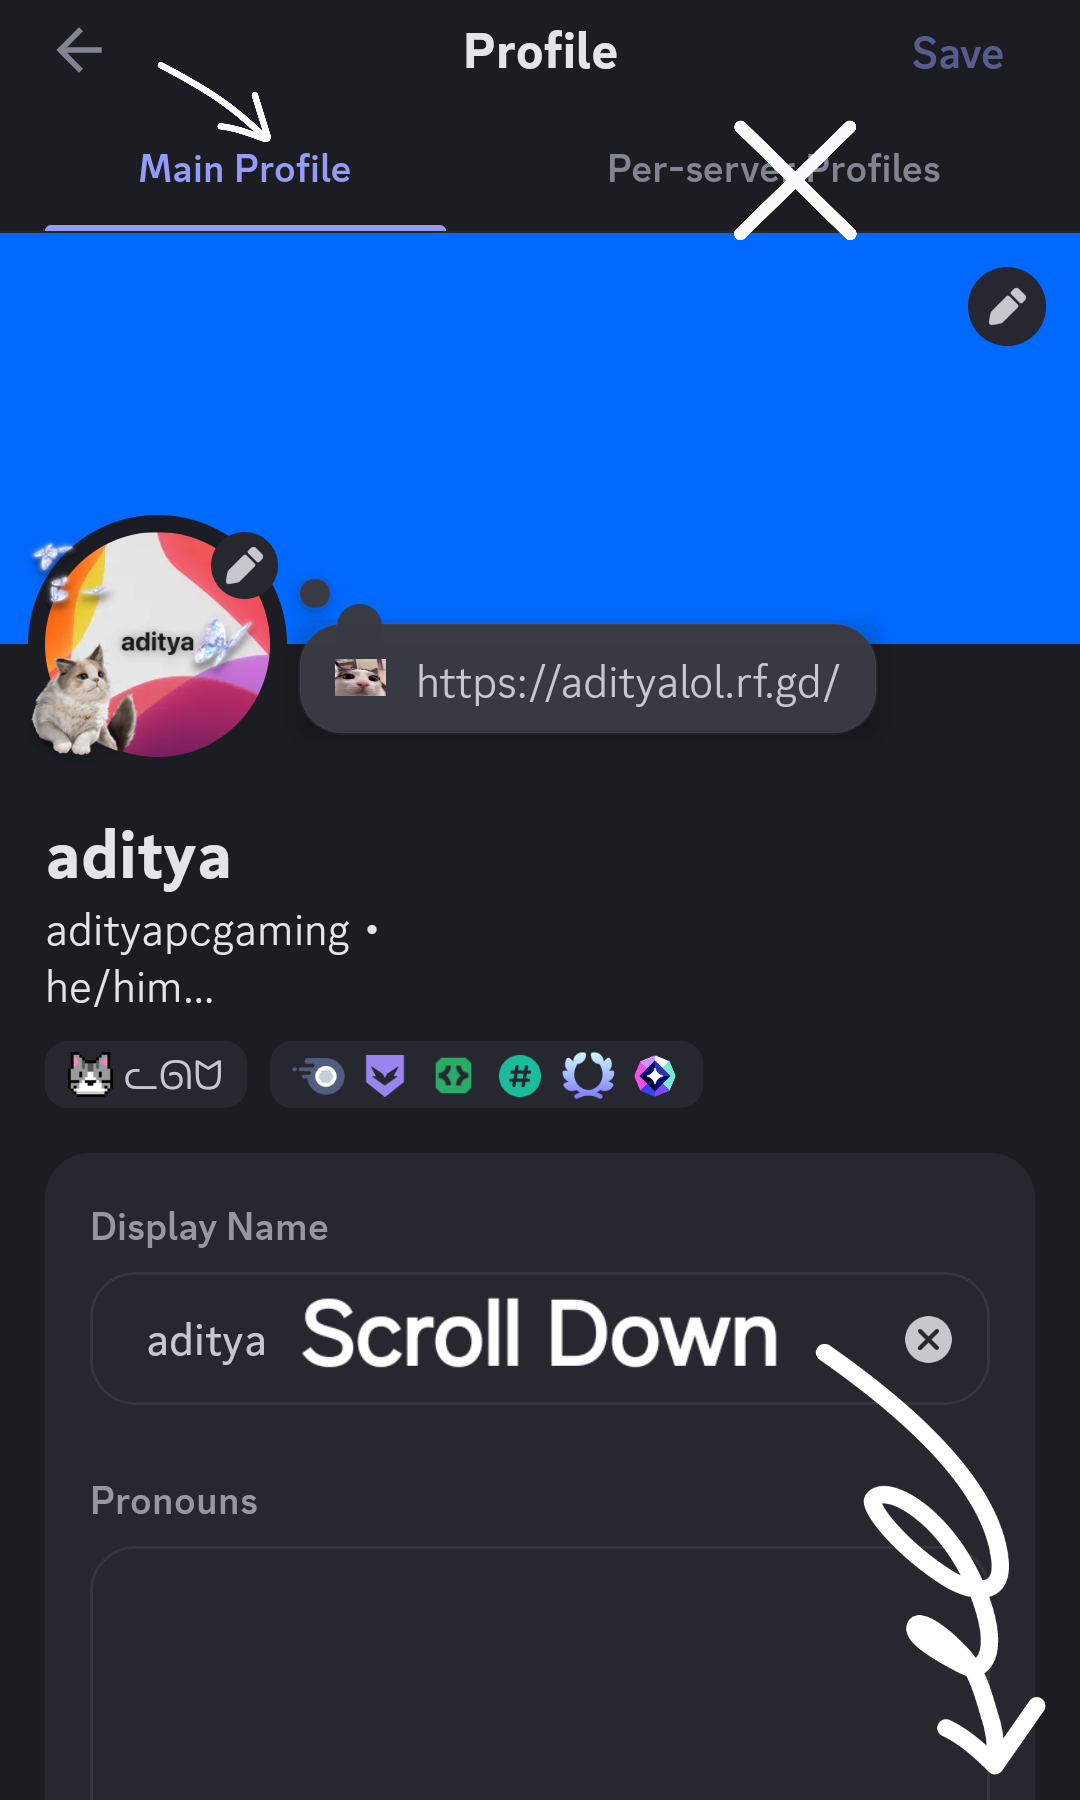 Profile
Save
Main Profile
Per-server Profiles
aditya
https://adityalol.rf.gd/
aditya
adityapcgaming •
he/him...
Display Name
aditya
Scroll Down
Pronouns